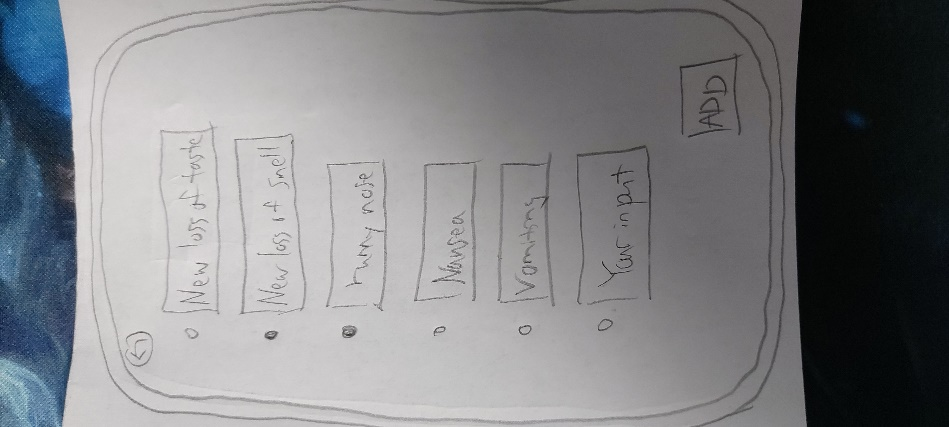 New loss of taste
New loss of smell
runny nose
Nausea
Vomiting
Your input
ADD